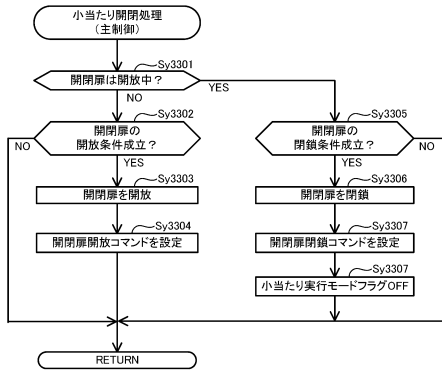 小当たり開閉処理
（主制御）
Sy3301
開閉扉は開放中？
YES
NO
Sy3302
開閉扉の
開放条件成立？
NO
YES
Sy3305
開閉扉の
閉鎖条件成立？
NO
YES
Sy3303
開閉扉を開放
Sy3306
開閉扉を閉鎖
Sy3304
開閉扉開放コマンドを設定
Sy3307
開閉扉閉鎖コマンドを設定
Sy3307
小当たり実行モードフラグOFF
RETURN